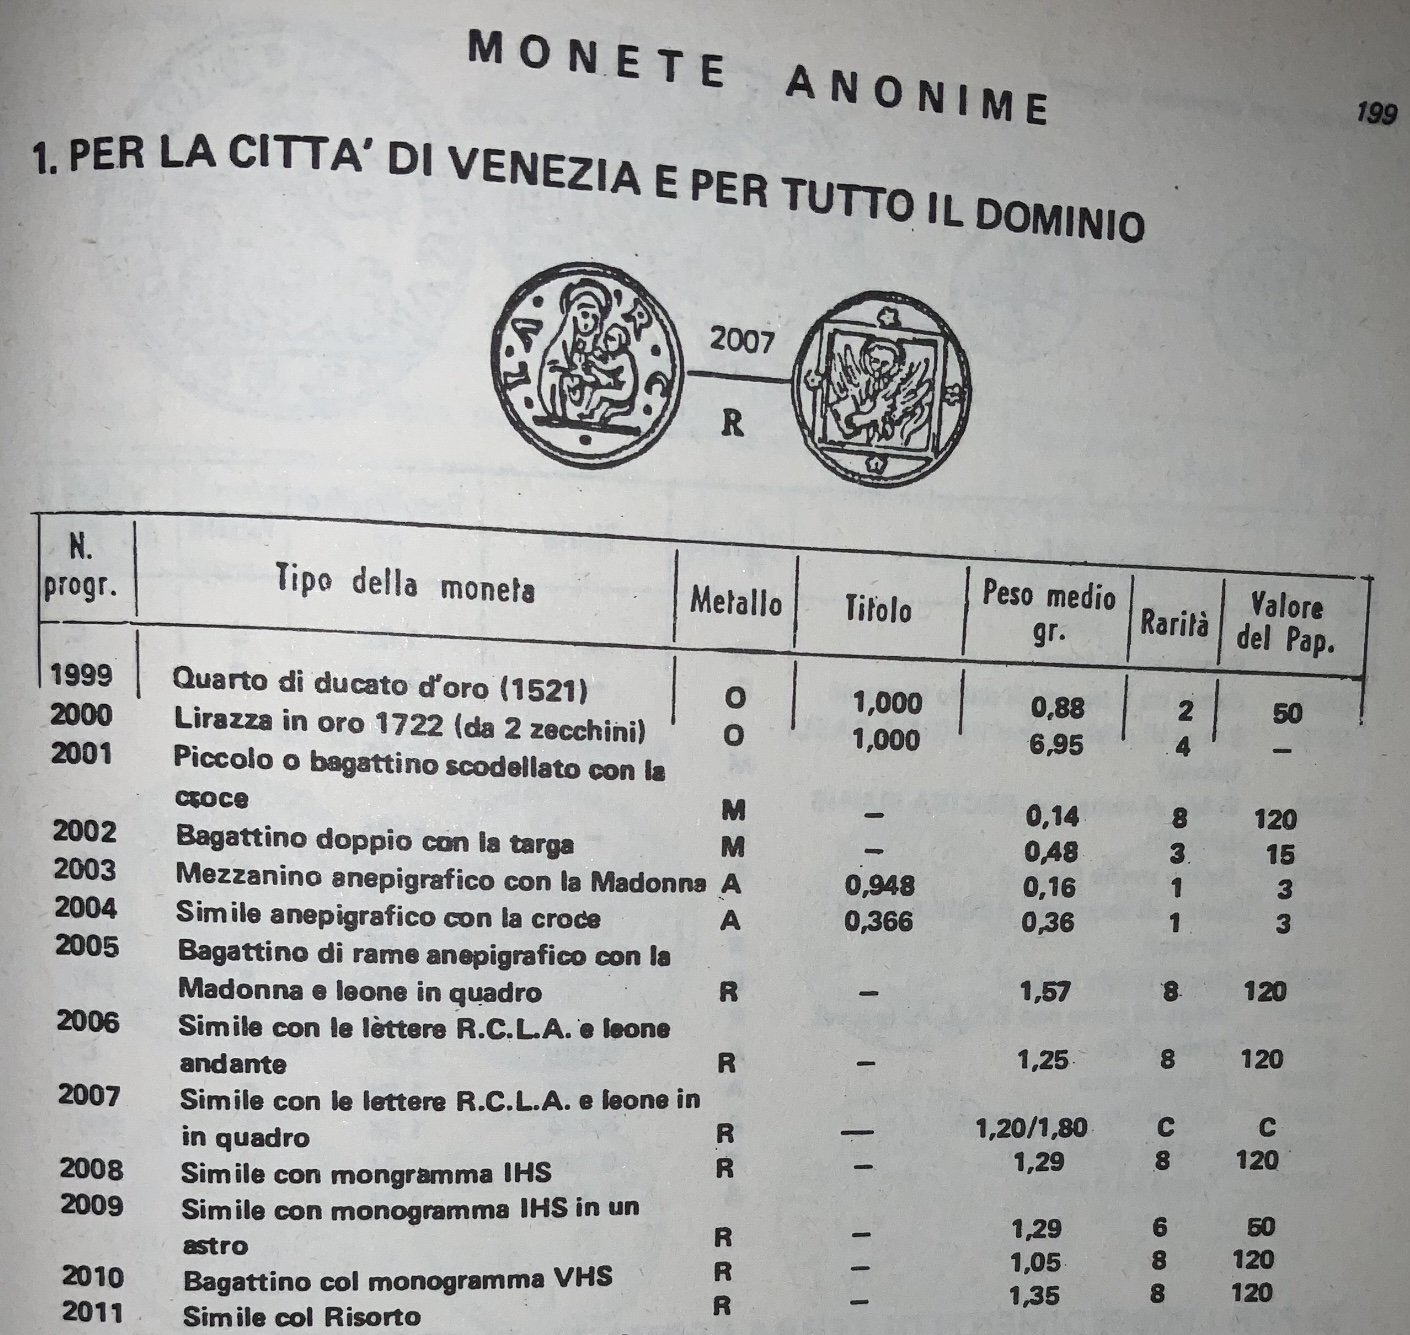 MONETE ANONIME
199
1. PER LA CITTA' DI VENEZIA E PER TUTTO IL DOMINIO
R C L V
2007
R
N. progr. Tipo della moneta Metallo Titolo Peso medio gr. Rarità Valore del Pap.
1999 Quarto di ducato d'oro (1521) O 1,000 0,88 2 50
2000 Lirazza in oro 1722 (da 2 zecchini) O 1,000 6,95 4 —
2001 Piccolo o bagattino scodellato con la
croce M — 0,14 8 120
2002 Bagattino doppio con la targa M — 0,48 3 15
2003 Mezzanino anepigrafico con la Madonna A 0,948 0,16 1 3
2004 Simile anepigrafico con la croce A 0,366 0,36 1 3
2005 Bagattino di rame anepigrafico con la
Madonna e leone in quadro R — 1,57 8 120
2006 Simile con le lettere R.C.L.A. e leone
andante R — 1,25 8 120
2007 Simile con le lettere R.C.L.A. e leone in
in quadro R — 1,20/1,80 C C
2008 Simile con mongramma IHS R — 1,29 8 120
2009 Simile con monogramma IHS in un
astro R — 1,29 6 50
2010 Bagattino col monogramma VHS R — 1,05 8 120
2011 Simile col Risorto R — 1,35 8 120